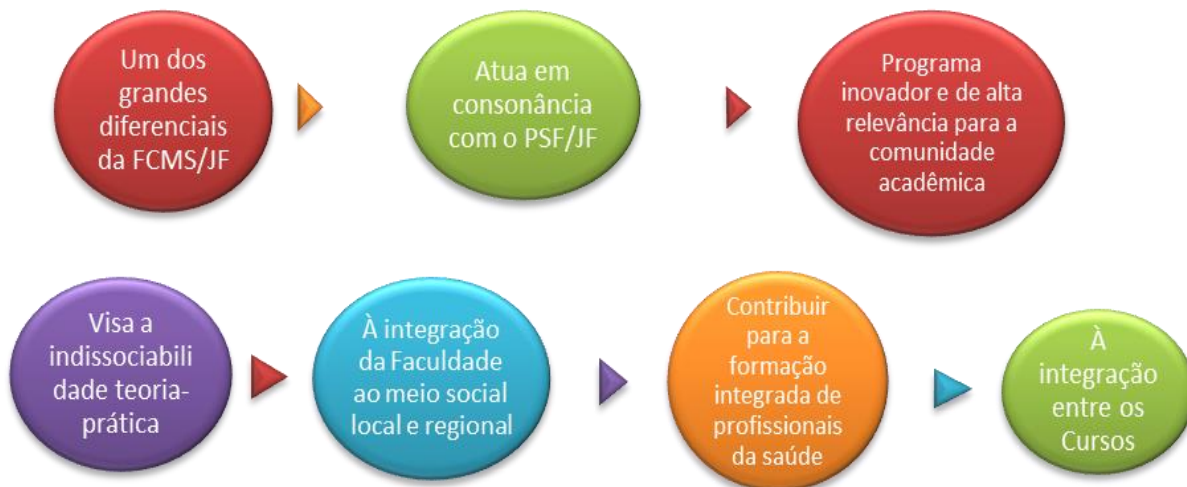 Um dos
grandes
diferenciais
da FCMS/JF
Atua em
consonância
com o PSF/JF
Programa
inovador e de alta
relevância para a
comunidade
acadêmica
Visa a
indissociabili
dade teoria-
prática
À integração
da Faculdade
ao meio social
local e regional
Contribuir
para a
formação
integrada de
profissionais
da saúde
À
integração
entre os
Cursos